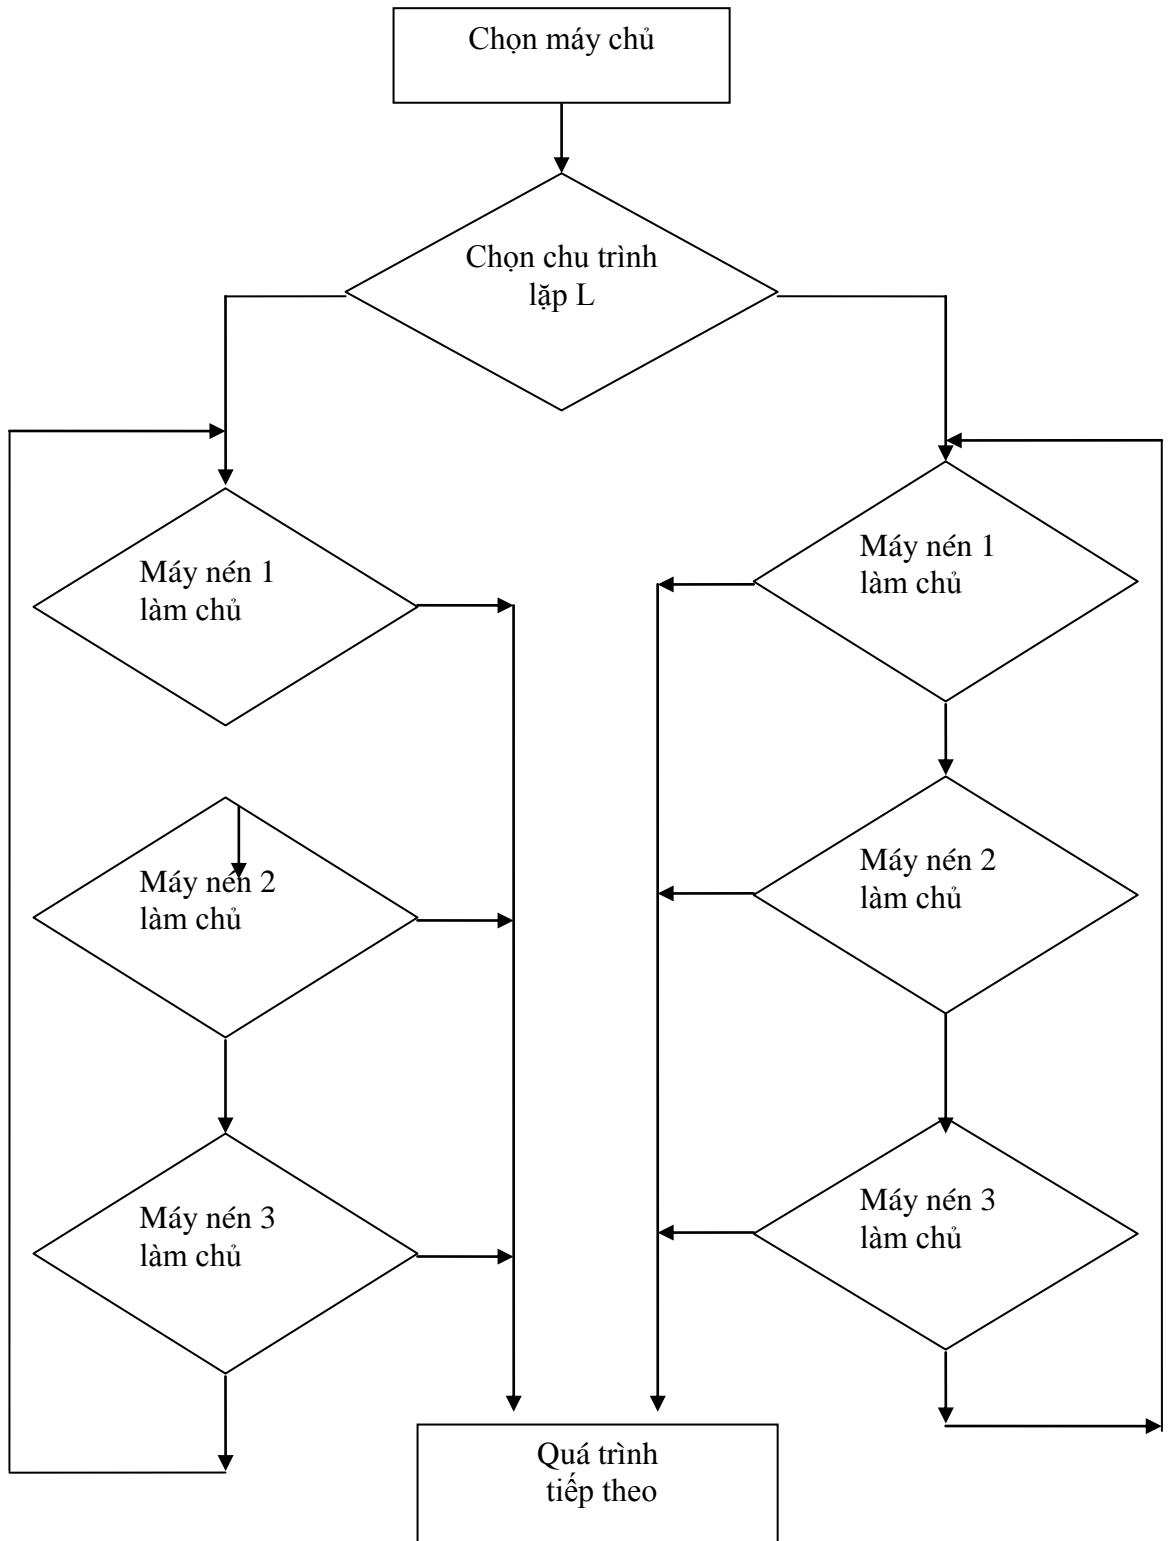 Chọn máy chủ
Chọn chu trình
lặp L
Máy nén 1
làm chủ
Máy nén 1
làm chủ
Máy nén 2
làm chủ
Máy nén 2
làm chủ
Máy nén 3
làm chủ
Máy nén 3
làm chủ
Quá trình
tiếp theo